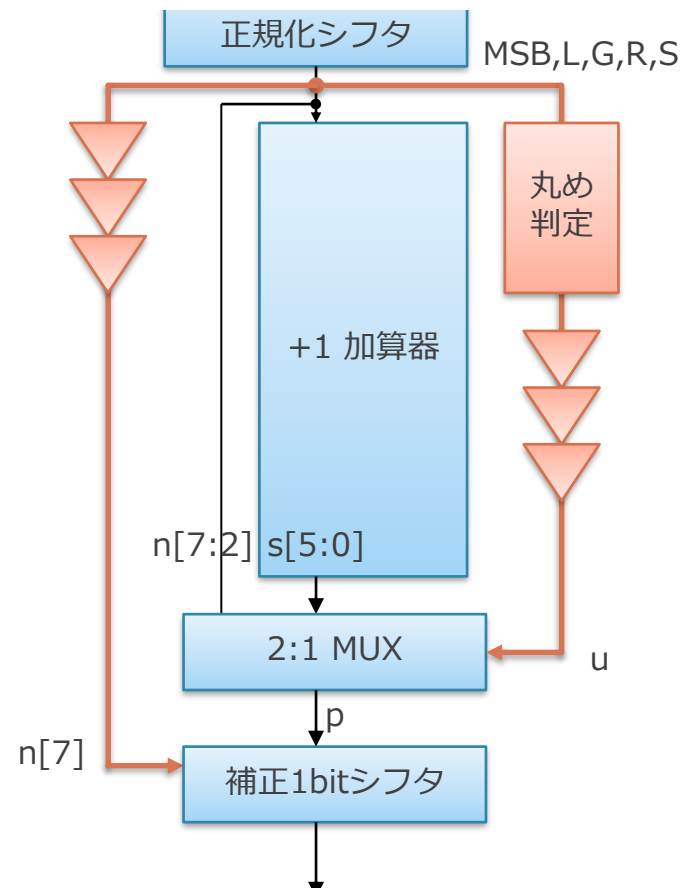 正規化シフタ
MSB,L,G,R,S
丸め
判定
+1 加算器
n[7:2]
s[5:0]
2:1 MUX
u
p
n[7]
補正1bitシフタ